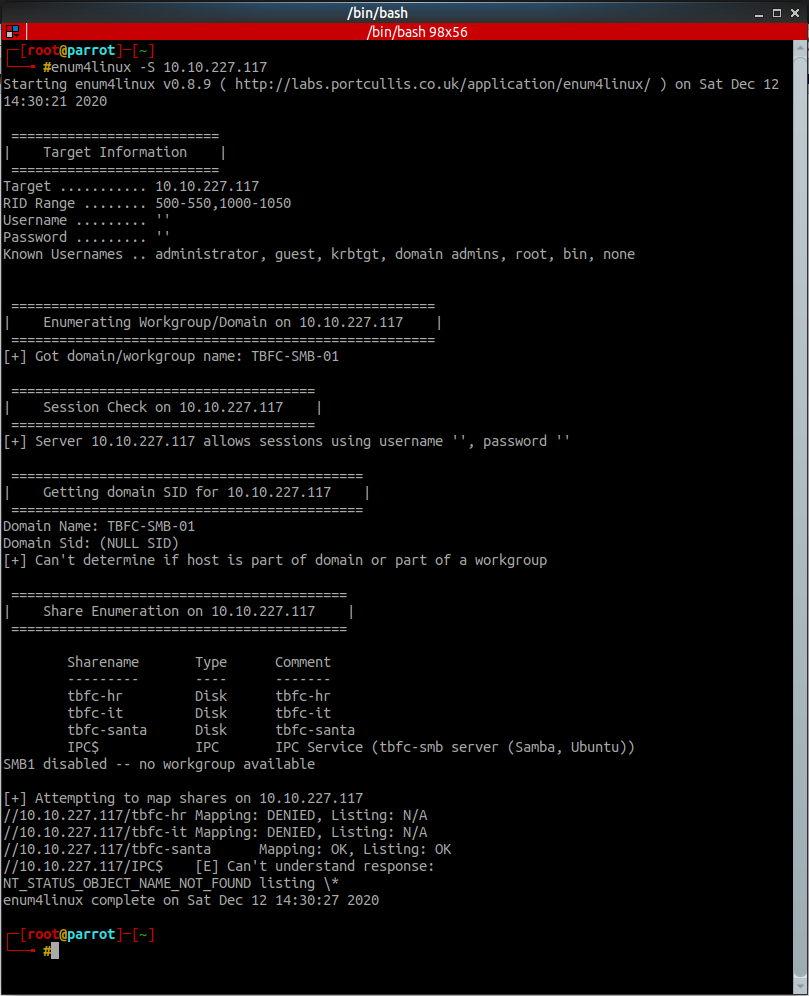 /bin/bash
/bin/bash 98x56
┌─[root@parrot]─[~]
└──╼ #enum4linux -S 10.10.227.117
Starting enum4linux v0.8.9 ( http://labs.portcullis.co.uk/application/enum4linux/ ) on Sat Dec 12
14:30:21 2020
 ==========================
|    Target Information    |
 ==========================
Target ........... 10.10.227.117
RID Range ........ 500-550,1000-1050
Username ......... ''
Password ......... ''
Known Usernames .. administrator, guest, krbtgt, domain admins, root, bin, none
 =====================================================
|    Enumerating Workgroup/Domain on 10.10.227.117    |
 =====================================================
[+] Got domain/workgroup name: TBFC-SMB-01
 ======================================
|    Session Check on 10.10.227.117    |
 ======================================
[+] Server 10.10.227.117 allows sessions using username '', password ''
 ============================================
|    Getting domain SID for 10.10.227.117    |
 ============================================
Domain Name: TBFC-SMB-01
Domain Sid: (NULL SID)
[+] Can't determine if host is part of domain or part of a workgroup
 ==========================================
|    Share Enumeration on 10.10.227.117    |
 ==========================================
        Sharename       Type      Comment
        ---------       ----      -------
        tbfc-hr         Disk      tbfc-hr
        tbfc-it         Disk      tbfc-it
        tbfc-santa      Disk      tbfc-santa
        IPC$            IPC       IPC Service (tbfc-smb server (Samba, Ubuntu))
SMB1 disabled -- no workgroup available
[+] Attempting to map shares on 10.10.227.117
//10.10.227.117/tbfc-hr Mapping: DENIED, Listing: N/A
//10.10.227.117/tbfc-it Mapping: DENIED, Listing: N/A
//10.10.227.117/tbfc-santa      Mapping: OK, Listing: OK
//10.10.227.117/IPC$    [E] Can't understand response:
NT_STATUS_OBJECT_NAME_NOT_FOUND listing \*
enum4linux complete on Sat Dec 12 14:30:27 2020
┌─[root@parrot]─[~]
└──╼ #